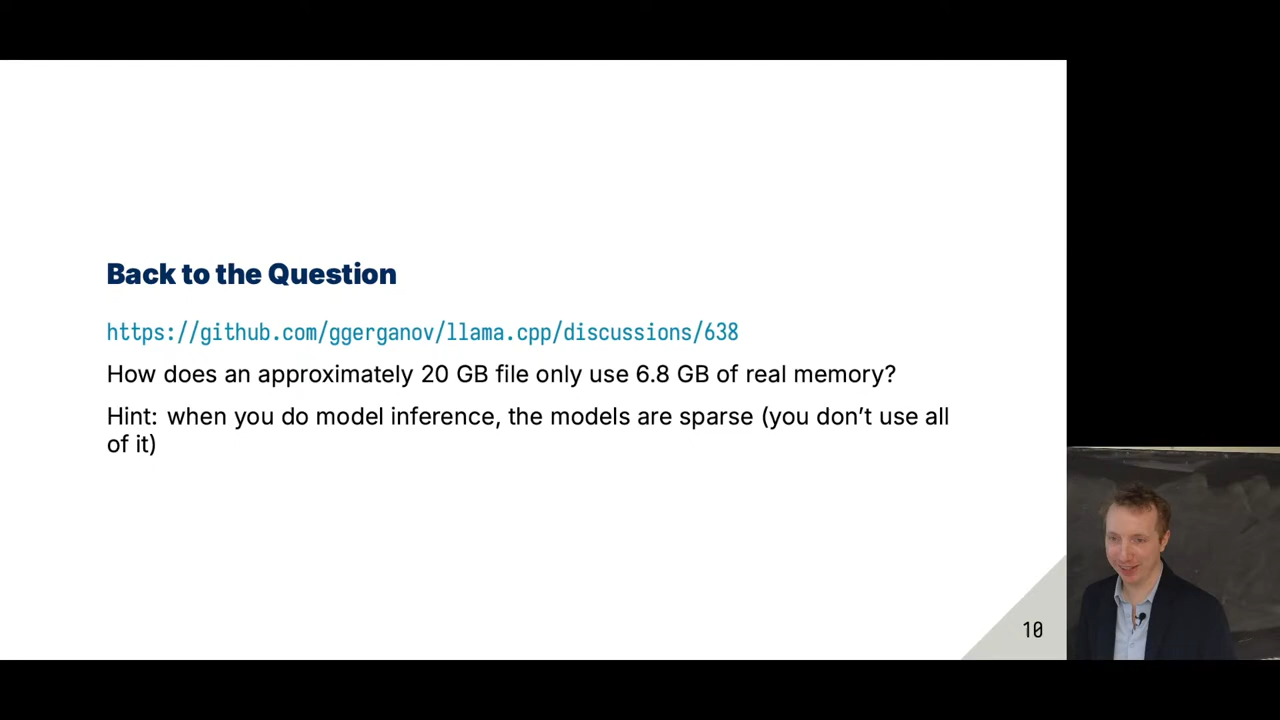 Back to the Question
https://github.com/ggerganov/llama.cpp/discussions/638
How does an approximately 20 GB file only use 6.8 GB of real memory?
Hint: when you do model inference, the models are sparse (you don’t use all
of it)
10